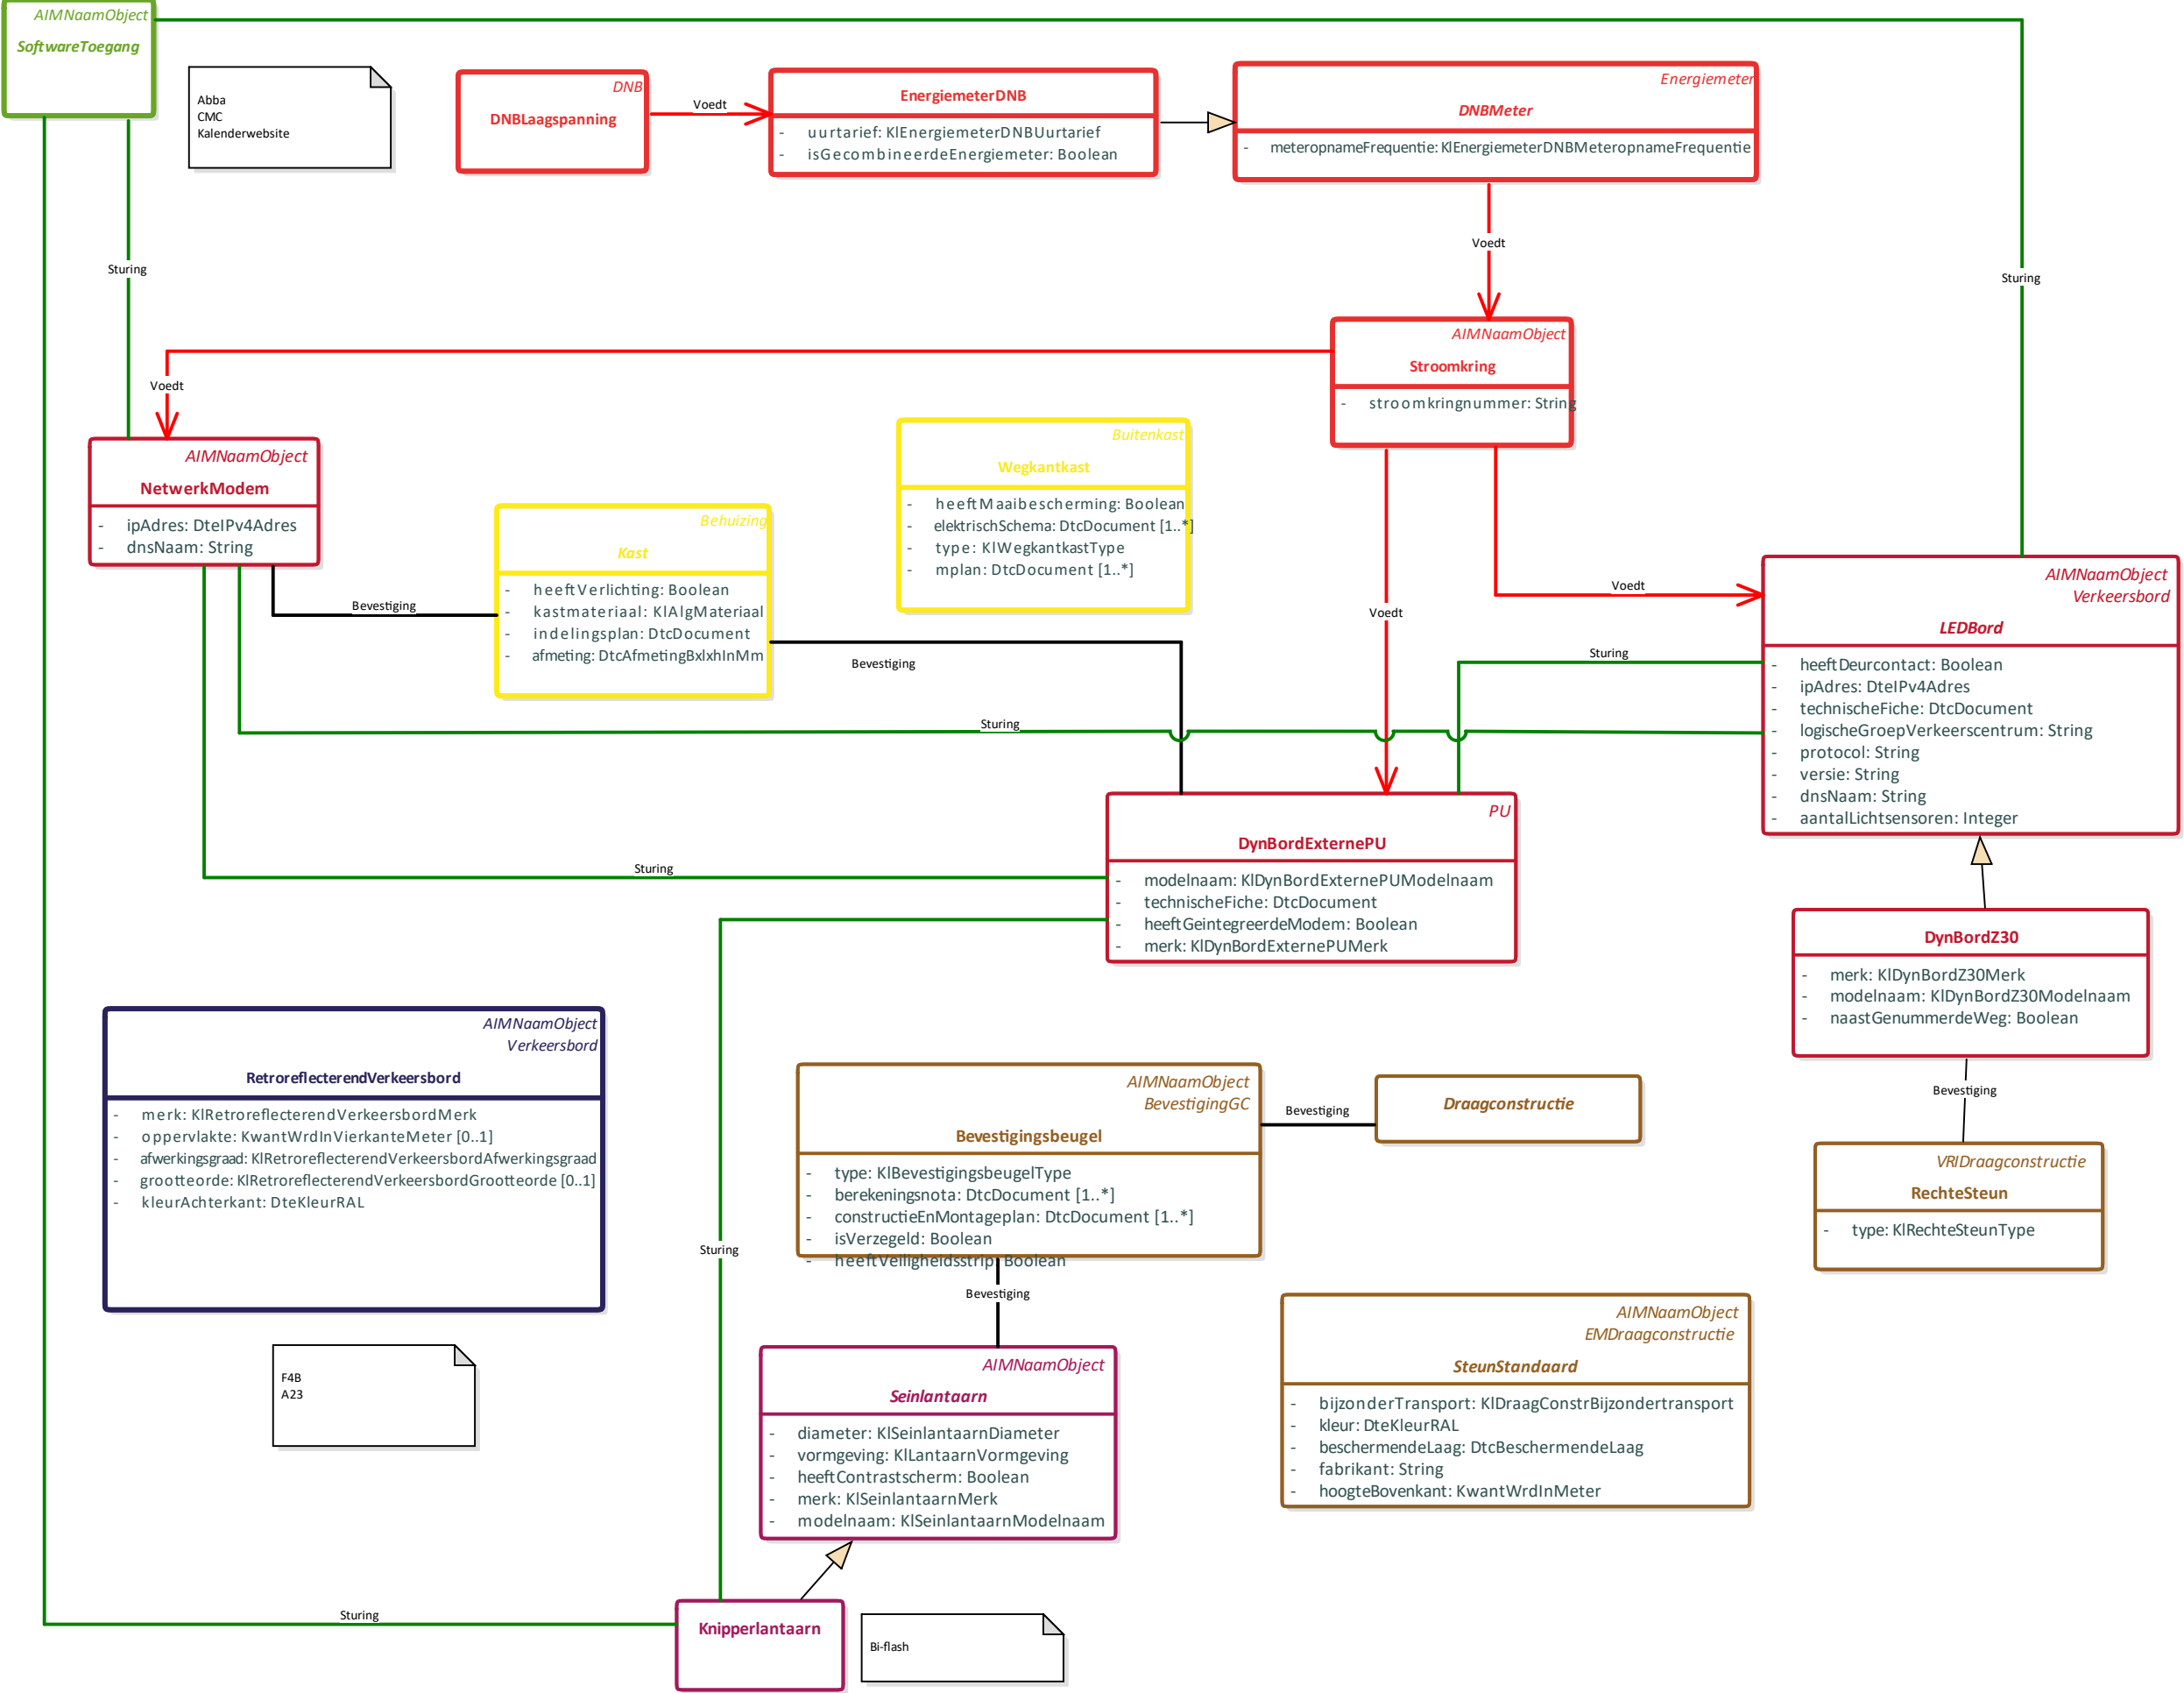 AIMNaamObject
SoftwareToegang
Abba
CMC
Kalenderwebsite
DNB
DNBLaagspanning
Voedt
EnergiemeterDNB
- uurtarief: KlEnergiemeterDNBUurtarief
- isGecombineerdeEnergiemeter: Boolean
Energiemeter
DNBMeter
- meteropnameFrequentie: KlEnergiemeterDNBMeteropnameFrequentie
Sturing
Voedt
Sturing
AIMNaamObject
Stroomkring
- stroomkringnummer: String
Voedt
AIMNaamObject
NetwerkModem
- ipAdres: DteIPv4Adres
- dnsNaam: String
Buitenkast
Wegkantkast
- heeftMaaibescherming: Boolean
- elektrischSchema: DtcDocument [1..*]
- type: KlWegkantkastType
- mplan: DtcDocument [1..*]
Behuizing
Kast
- heeftVerlichting: Boolean
- kastmateriaal: KlAlgMateriaal
- indelingsplan: DtcDocument
- afmeting: DtcAfmetingBxlxhInMm
Bevestiging
Bevestiging
Voedt
Voedt
Sturing
AIMNaamObject
Verkeersbord
LEDBord
- heeftDeurcontact: Boolean
- ipAdres: DteIPv4Adres
- technischeFiche: DtcDocument
- logischeGroepVerkeerscentrum: String
- protocol: String
- versie: String
- dnsNaam: String
- aantalLichtsensoren: Integer
Sturing
Sturing
PU
DynBordExternePU
- modelnaam: KlDynBordExternePUModelnaam
- technischeFiche: DtcDocument
- heeftGeintegreerdeModem: Boolean
- merk: KlDynBordExternePUMerk
DynBordZ30
- merk: KlDynBordZ30Merk
- modelnaam: KlDynBordZ30Modelnaam
- naastGenummerdeWeg: Boolean
Bevestiging
AIMNaamObject
Verkeersbord
RetroreflecterendVerkeersbord
- merk: KlRetroreflecterendVerkeersbordMerk
- oppervlakte: KwantWrdInVierkanteMeter [0..1]
- afwerkingsgraad: KlRetroreflecterendVerkeersbordAfwerkingsgraad
- grootteorde: KlRetroreflecterendVerkeersbordGrootteorde [0..1]
- kleurAchterkant: DteKleurRAL
AIMNaamObject
BevestigingGC
Bevestigingsbeugel
- type: KlBevestigingsbeugelType
- berekeningsnota: DtcDocument [1..*]
- constructieEnMontageplan: DtcDocument [1..*]
- isVerzegeld: Boolean
- heeftVeiligheidsstrip: Boolean
Bevestiging
Draagconstructie
VRIDraagconstructie
RechteSteun
- type: KlRechteSteunType
Sturing
Bevestiging
F4B
A23
AIMNaamObject
Seinlantaarn
- diameter: KlSeinlantaarnDiameter
- vormgeving: KlLantaarnVormgeving
- heeftContrastscherm: Boolean
- merk: KlSeinlantaarnMerk
- modelnaam: KlSeinlantaarnModelnaam
AIMNaamObject
EMDraagconstructie
SteunStandaard
- bijzonderTransport: KlDraagConstrBijzondertransport
- kleur: DteKleurRAL
- beschermendeLaag: DtcBeschermendeLaag
- fabrikant: String
- hoogteBovenkant: KwantWrdInMeter
Sturing
Knipperlantaarn
Bi-flash